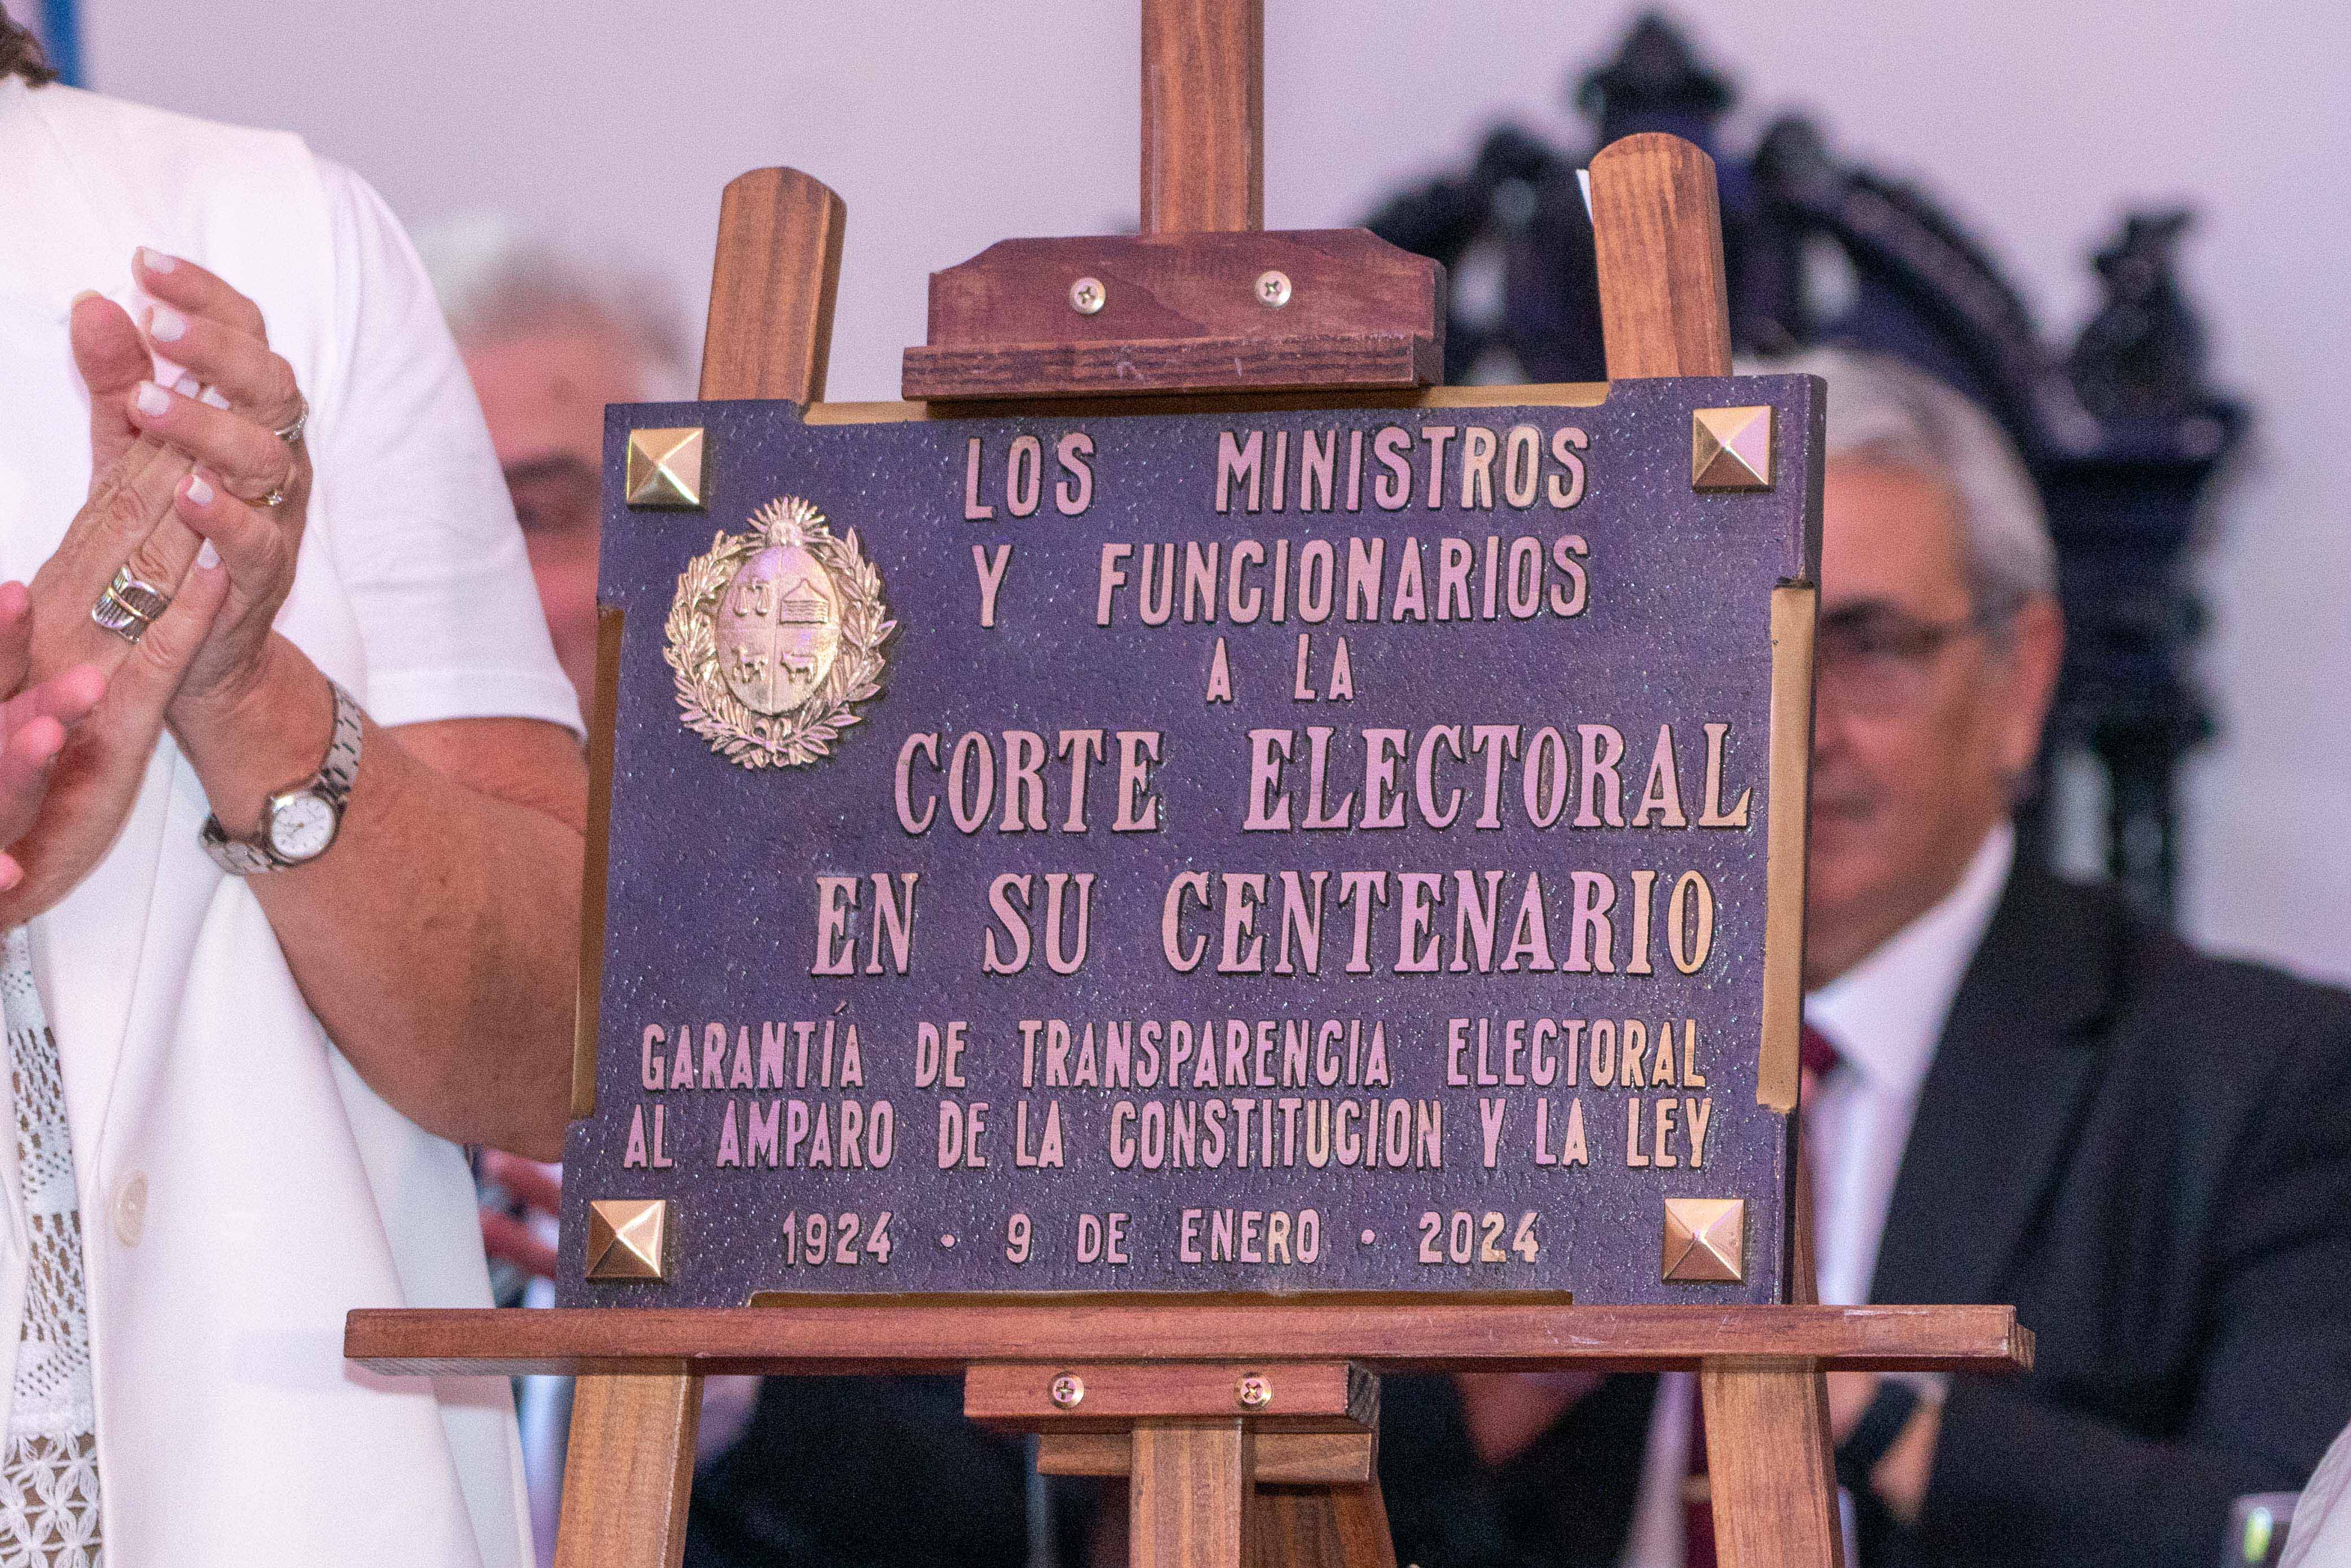 LOS MINISTROS
Y FUNCIONARIOS
A LA
CORTE ELECTORAL
EN SU CENTENARIO
GARANTÍA DE TRANSPARENCIA ELECTORAL
AL AMPARO DE LA CONSTITUCION Y LA LEY
1924 · 9 DE ENERO · 2024